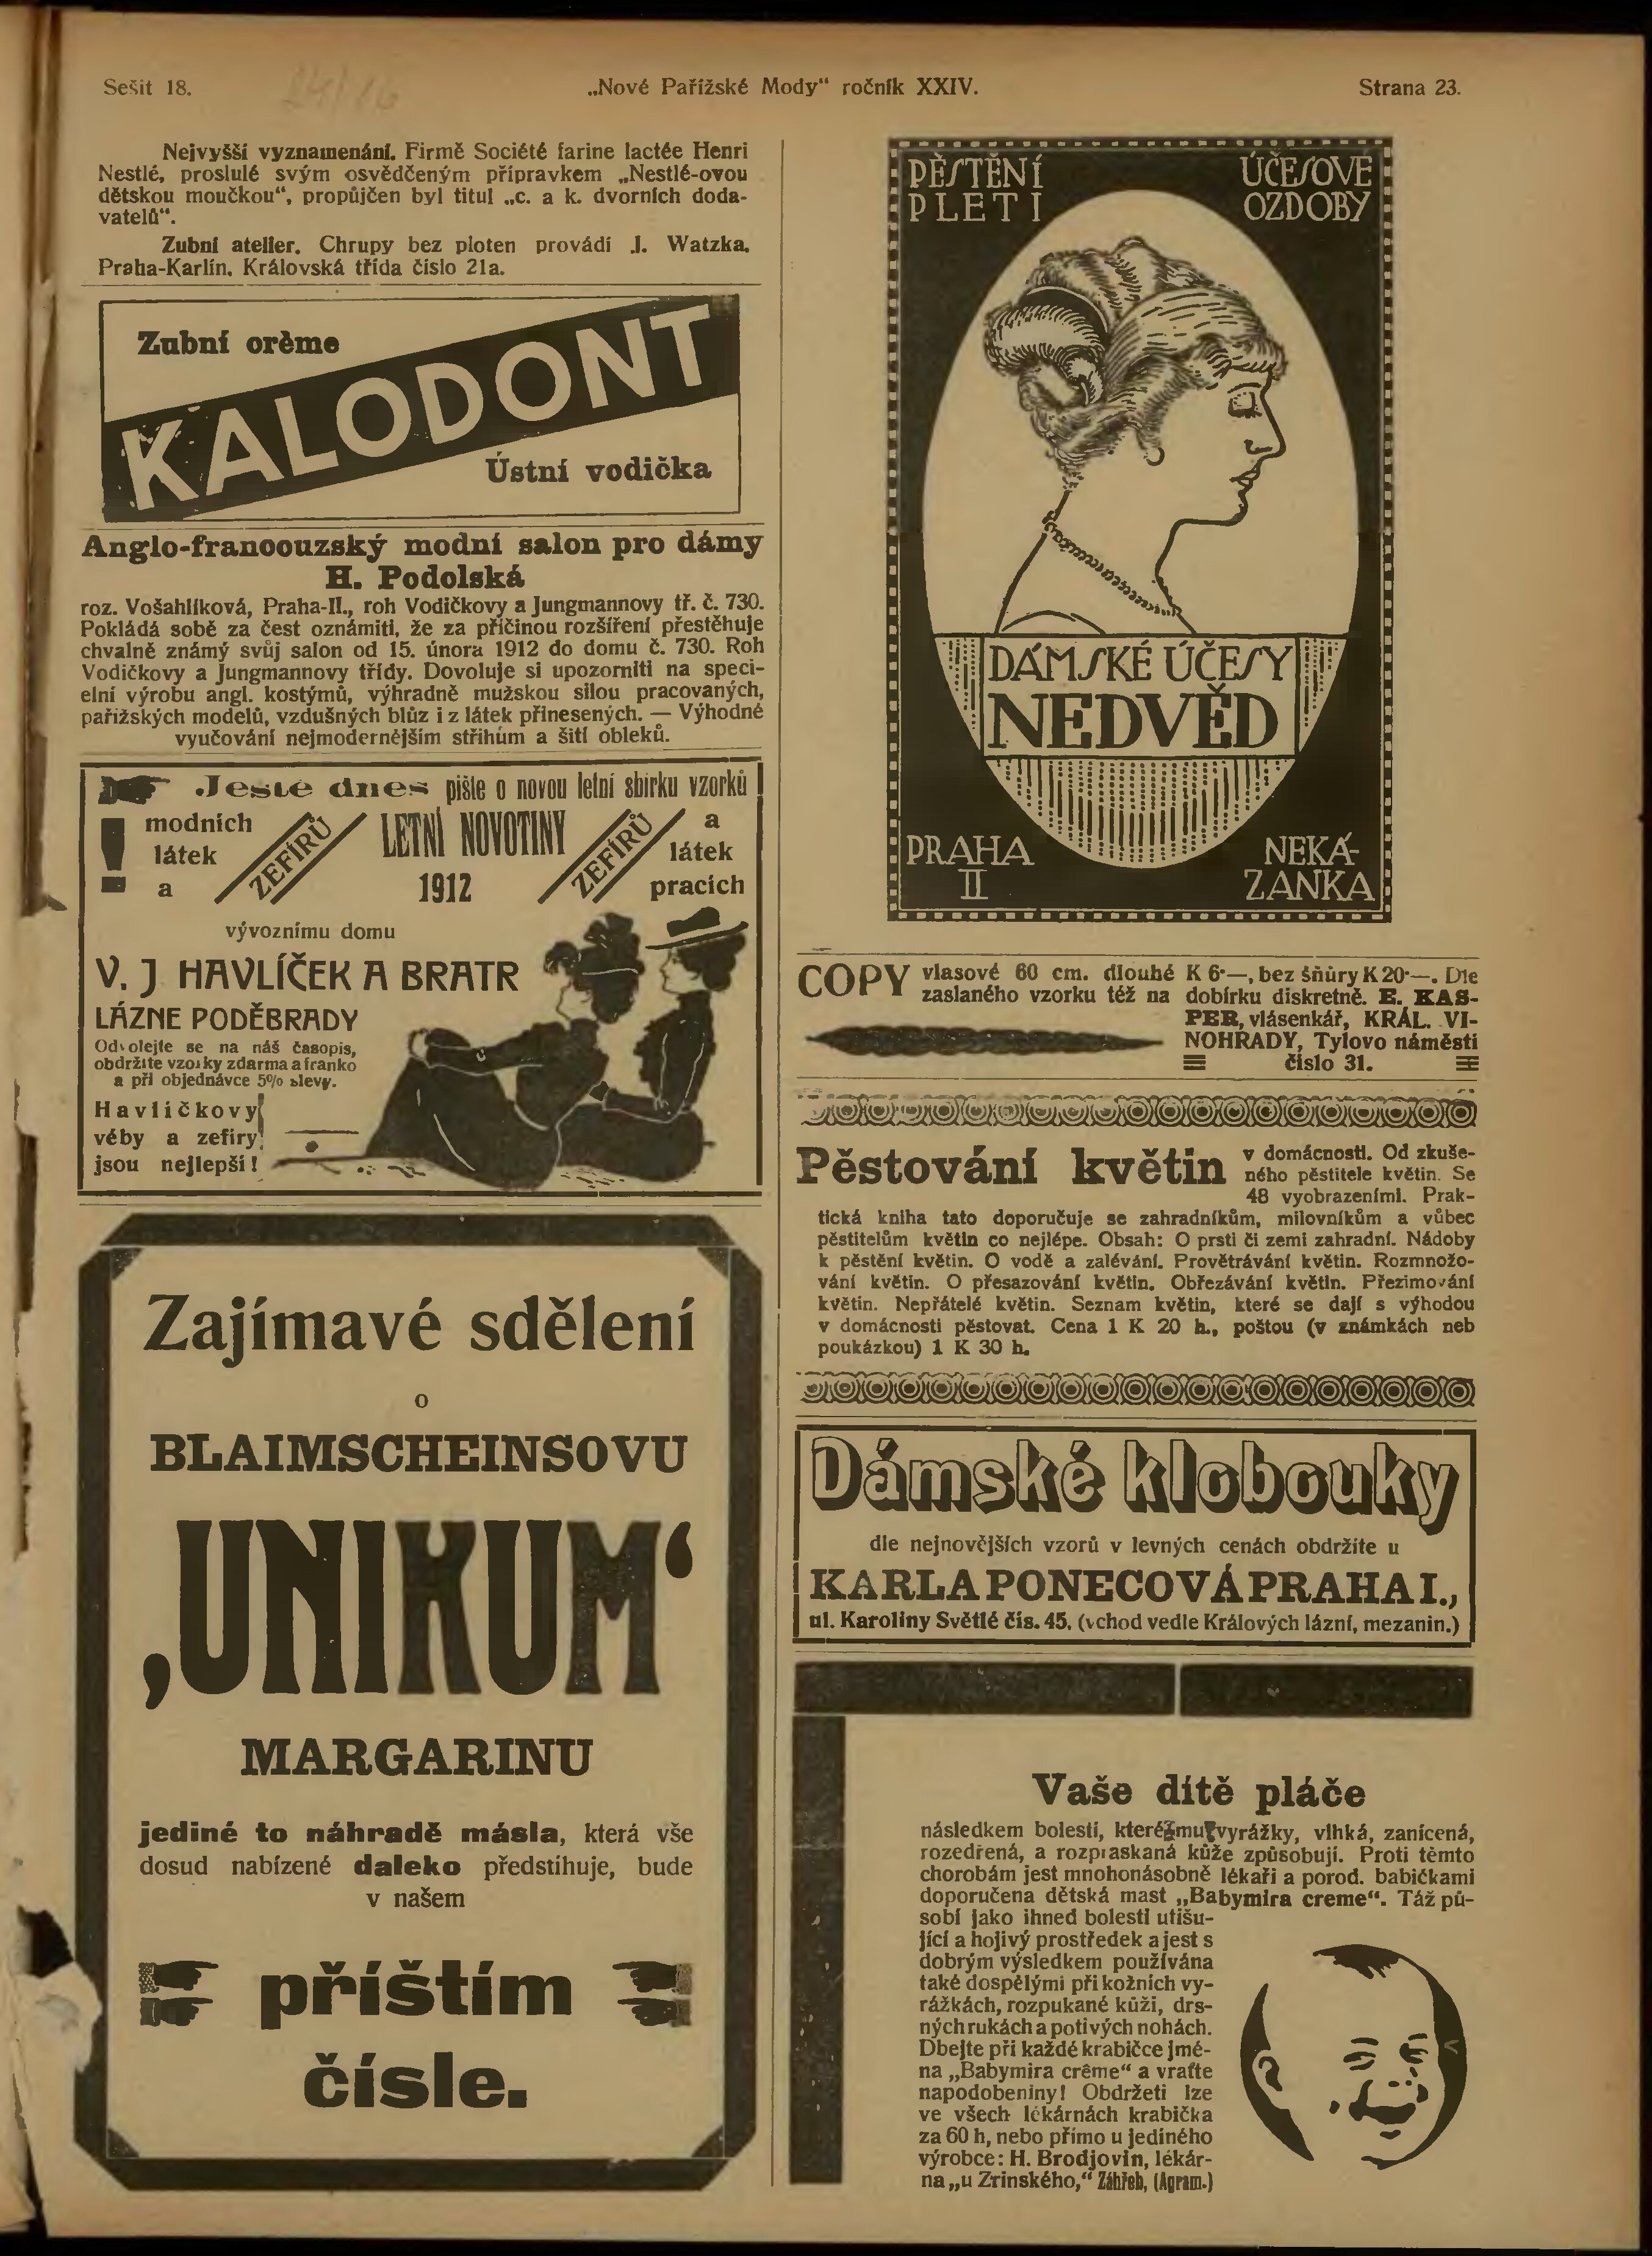 Sešit 18.
„Nové Pařížské Mody“ ročník XXIV.
Strana 23.
Nejvyšší vyznamenání. Firmě Société farine lactée Henri
Nestlé, proslulé svým osvědčeným přípravkem „Nestlé-ovou
dětskou moučkou“, propůjčen byl titul „c. a k. dvorních doda-
vatelů“.
Zubní atelier. Chrupy bez ploten provádí J. Watzka,
Praha-Karlín, Královská třída číslo 21a.
Zubní crème
KALODONT
Ústní vodička
Anglo-francouzský modní salon pro dámy
H. Podolská
roz. Vošahlíková, Praha-II., roh Vodičkovy a Jungmannovy tř. č. 730.
Pokládá sobě za čest oznámiti, že za příčinou rozšíření přestěhuje
chvalně známý svůj salon od 15. února 1912 do domu č. 730. Roh
Vodičkovy a Jungmannovy třídy. Dovoluje si upozorniti na speci-
elní výrobu angl. kostýmů, výhradně mužskou silou pracovaných,
pařížských modelů, vzdušných blůz i z látek přinesených. — Výhodné
vyučování nejmodernějším střihům a šití obleků.
Ještě dnes pište o novou letní sbírku vzorků
! modních
látek
a
ZEFÍRŮ
LETNÍ NOVOTINY
1912
ZEFÍRŮ
a
látek
pracích
vývoznímu domu
V. J HAVLÍČEK A BRATR
LÁZNE PODĚBRADY
Odvolejte se na náš časopis,
obdržíte vzorky zdarma a franko
a při objednávce 5% slevy.
Havlíčkovy
véby a zefiry
jsou nejlepší!
Zajímavé sdělení
o
BLAIMSCHEINSOVU
‚UNIKUM‘
MARGARINU
jediné to náhradě másla, která vše
dosud nabízené daleko předstihuje, bude
v našem
příštím
čísle.
PĚSTĚNÍ
PLETI
ÚČESOVÉ
OZDOBY
DÁMSKÉ ÚČESY
NEDVĚD
PRAHA
II
NEKÁ-
ZANKA
COPY vlasové 60 cm. dlouhé K 6·—, bez šňůry K 20·—. Dle
zaslaného vzorku též na dobírku diskretně. E. KAS-
PER, vlásenkář, KRÁL. VI-
NOHRADY, Tylovo náměstí
číslo 31.
Pěstování květin v domácnosti. Od zkuše-
ného pěstitele květin. Se
48 vyobrazeními. Prak-
tická kniha tato doporučuje se zahradníkům, milovníkům a vůbec
pěstitelům květin co nejlépe. Obsah: O prsti či zemi zahradní. Nádoby
k pěstění květin. O vodě a zalévání. Provětrávání květin. Rozmnožo-
vání květin. O přesazování květin. Obřezávání květin. Přezimování
květin. Nepřátelé květin. Seznam květin, které se dají s výhodou
v domácnosti pěstovat. Cena 1 K 20 h., poštou (v známkách neb
poukázkou) 1 K 30 h.
Dámské klobouky
dle nejnovějších vzorů v levných cenách obdržíte u
KARLA PONECOVÁ PRAHA I.,
ul. Karoliny Světlé čís. 45, (vchod vedle Králových lázní, mezanin.)
Vaše dítě pláče
následkem bolestí, které mu vyrážky, vlhká, zanícená,
rozedřená, a rozpraskaná kůže způsobují. Proti těmto
chorobám jest mnohonásobně lékaři a porod. babičkami
doporučena dětská mast „Babymira creme“. Táž pů-
sobí jako ihned bolesti utišu-
jící a hojivý prostředek a jest s
dobrým výsledkem používána
také dospělými při kožních vy-
rážkách, rozpukané kůži, drs-
ných rukách a potivých nohách.
Dbejte při každé krabičce jmé-
na „Babymira crême“ a vraťte
napodobeniny! Obdržeti lze
ve všech lékárnách krabička
za 60 h, nebo přímo u jediného
výrobce: H. Brodjovin, lékár-
na „u Zrinského,“ Záhřeb, (Agram.)